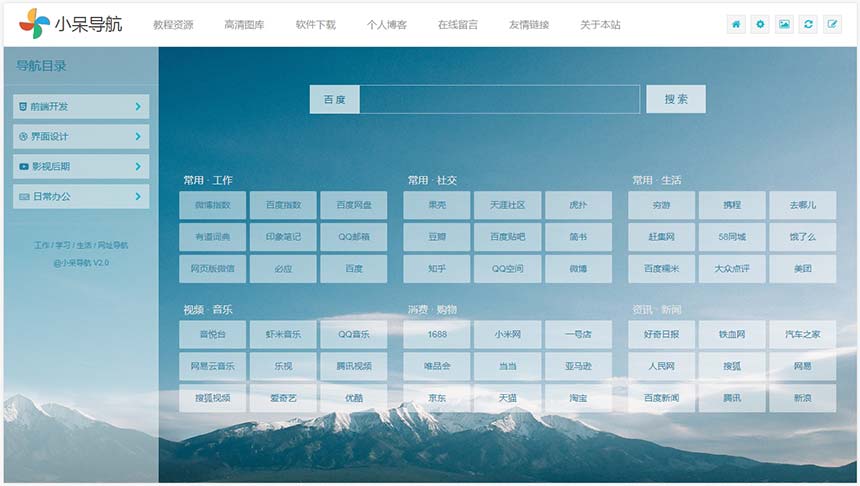 小呆导航 教程资源 高清图库 软件下载 个人博客 在线留言 友情链接 关于本站
导航目录
前端开发
界面设计
影视后期
日常办公
工作 / 学习 / 生活 / 网址导航
@小呆导航 V2.0
百度 搜索
常用 · 工作
微博指数 百度指数 百度网盘
有道词典 印象笔记 QQ邮箱
网页版微信 必应 百度
常用 · 社交
果壳 天涯社区 虎扑
豆瓣 百度贴吧 简书
知乎 QQ空间 微博
常用 · 生活
穷游 携程 去哪儿
赶集网 58同城 饿了么
百度糯米 大众点评 美团
视频 · 音乐
音悦台 虾米音乐 QQ音乐
网易云音乐 乐视 腾讯视频
搜狐视频 爱奇艺 优酷
消费 · 购物
1688 小米网 一号店
唯品会 当当 亚马逊
京东 天猫 淘宝
资讯 · 新闻
好奇日报 铁血网 汽车之家
人民网 搜狐 网易
百度新闻 腾讯 新浪